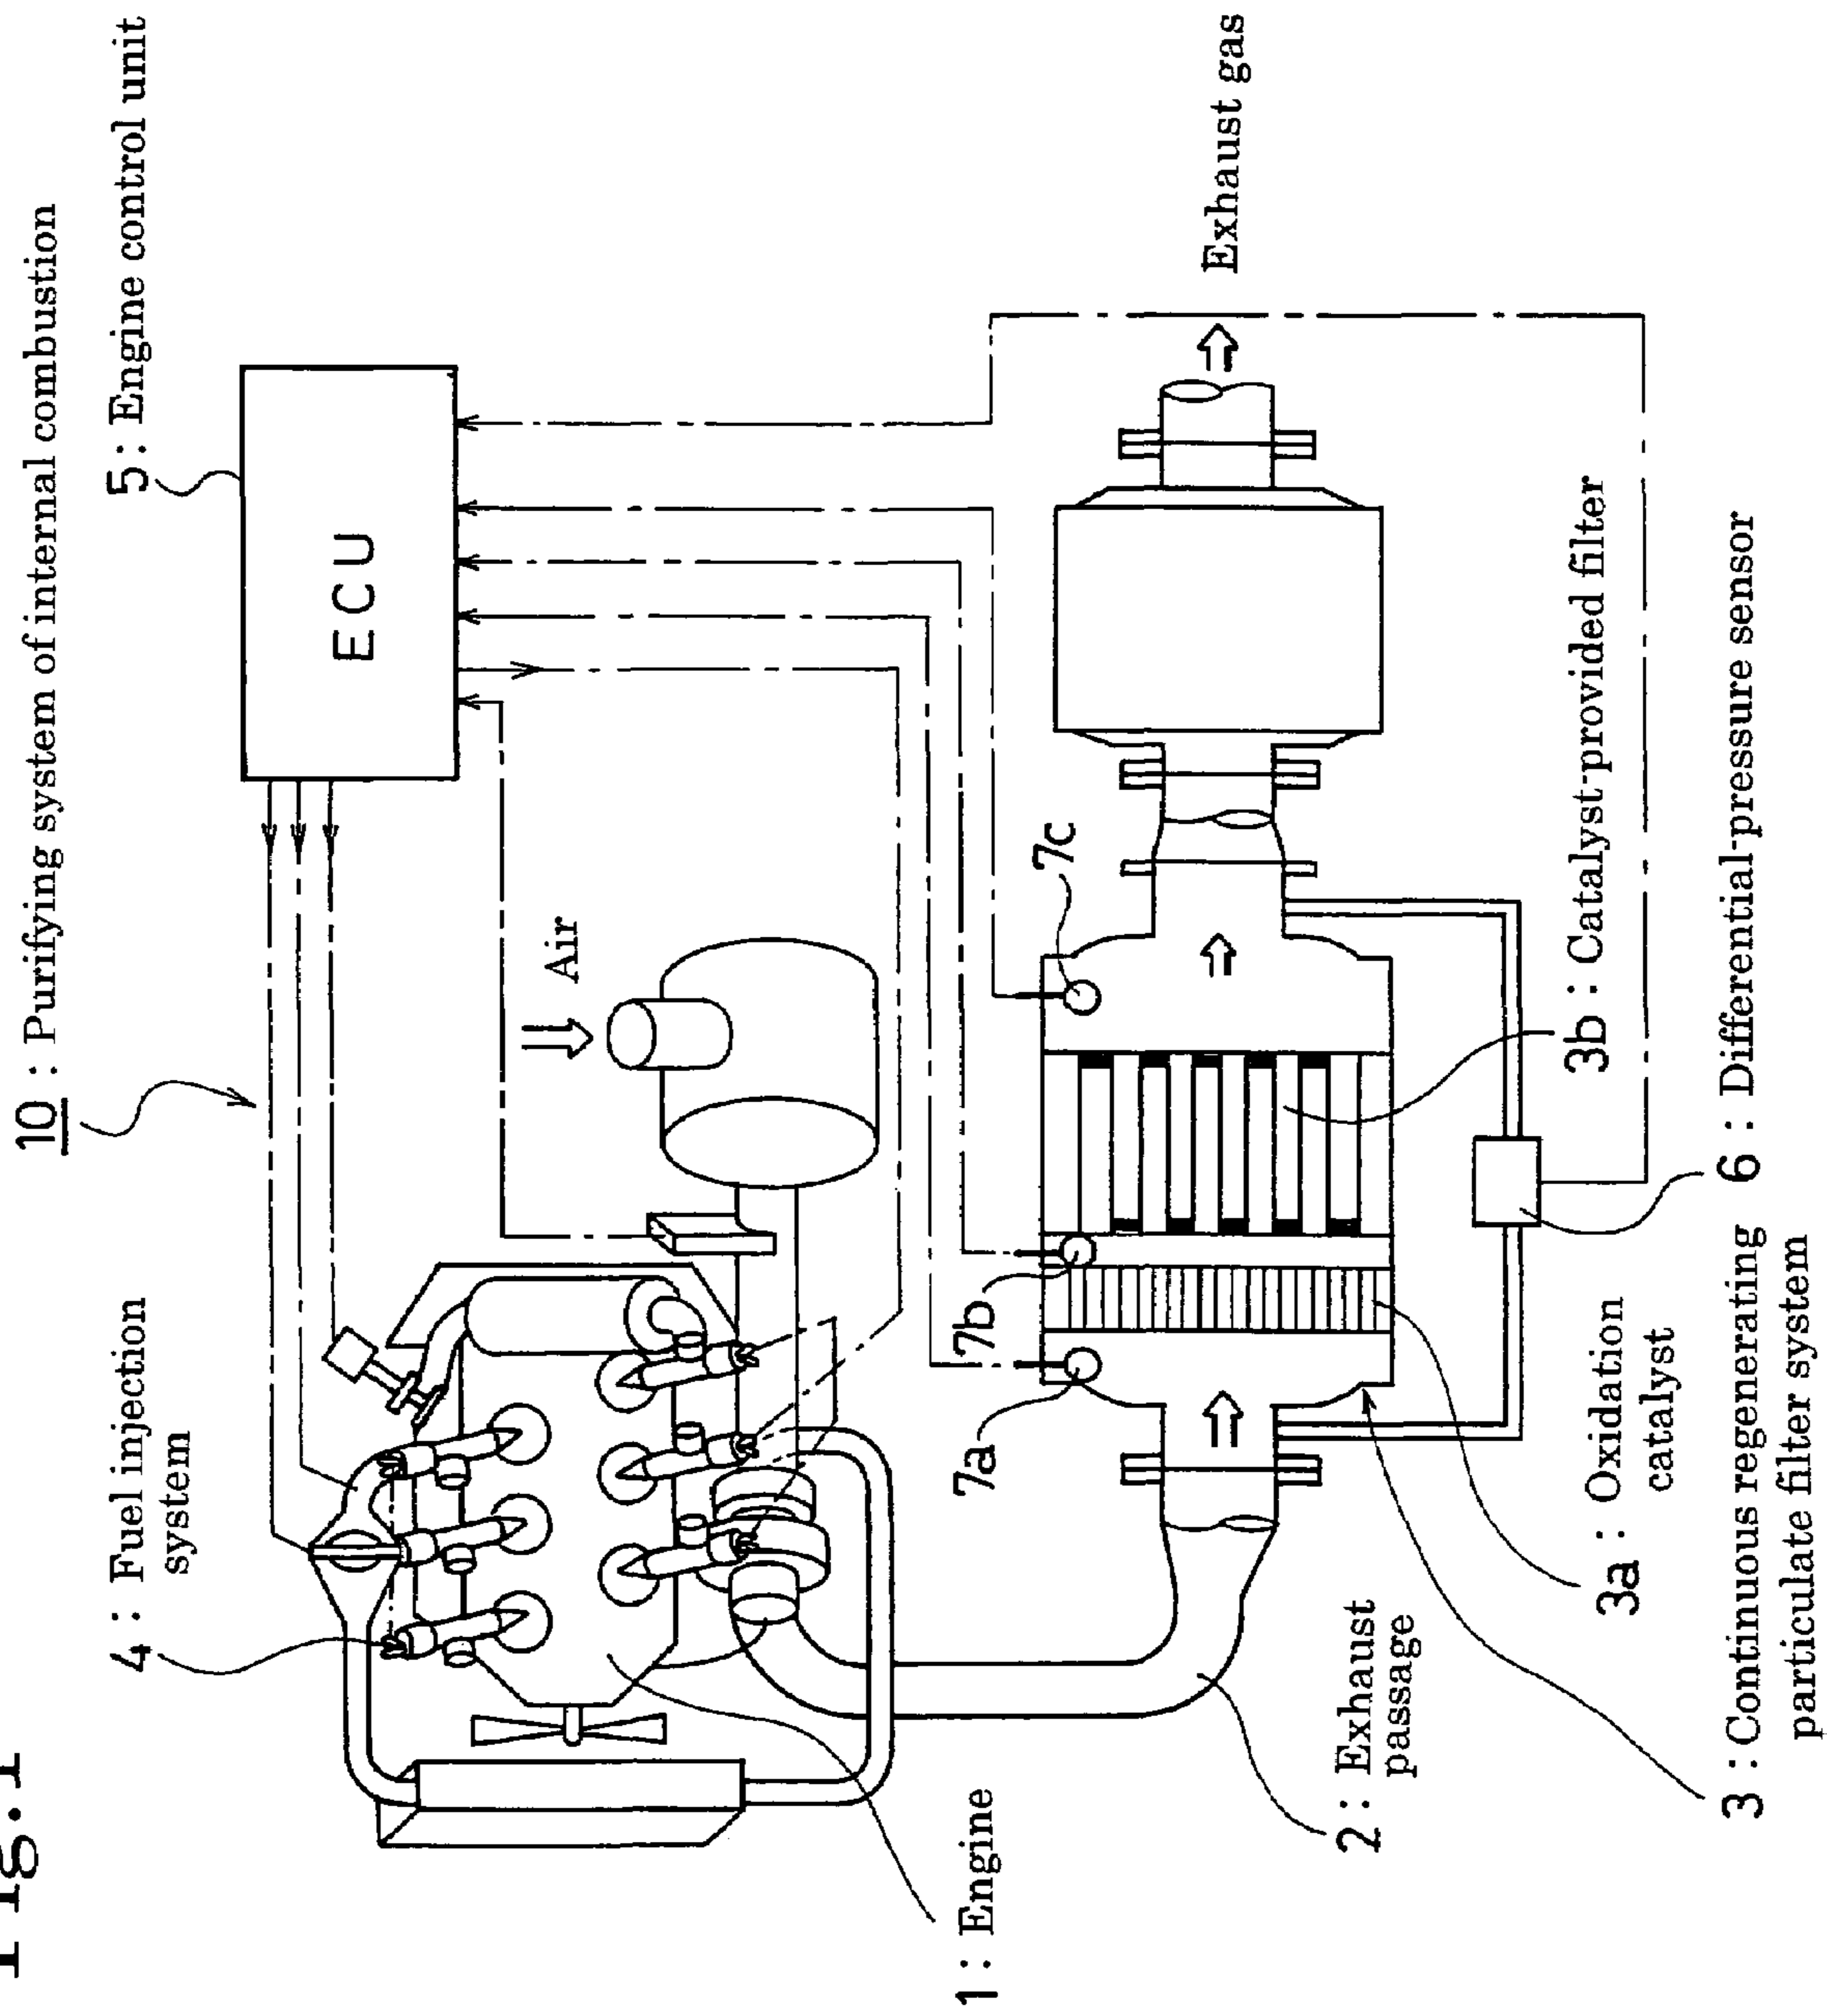 Fig.1
10 : Purifying system of internal combustion
5 : Engine control unit
4 : Fuel injection
system
ECU
Air
Exhaust gas
7a
7b
7c
1 : Engine
2 : Exhaust
passage
3a : Oxidation
catalyst
3b : Catalyst-provided filter
3 : Continuous regenerating
particulate filter system
6 : Differential-pressure sensor